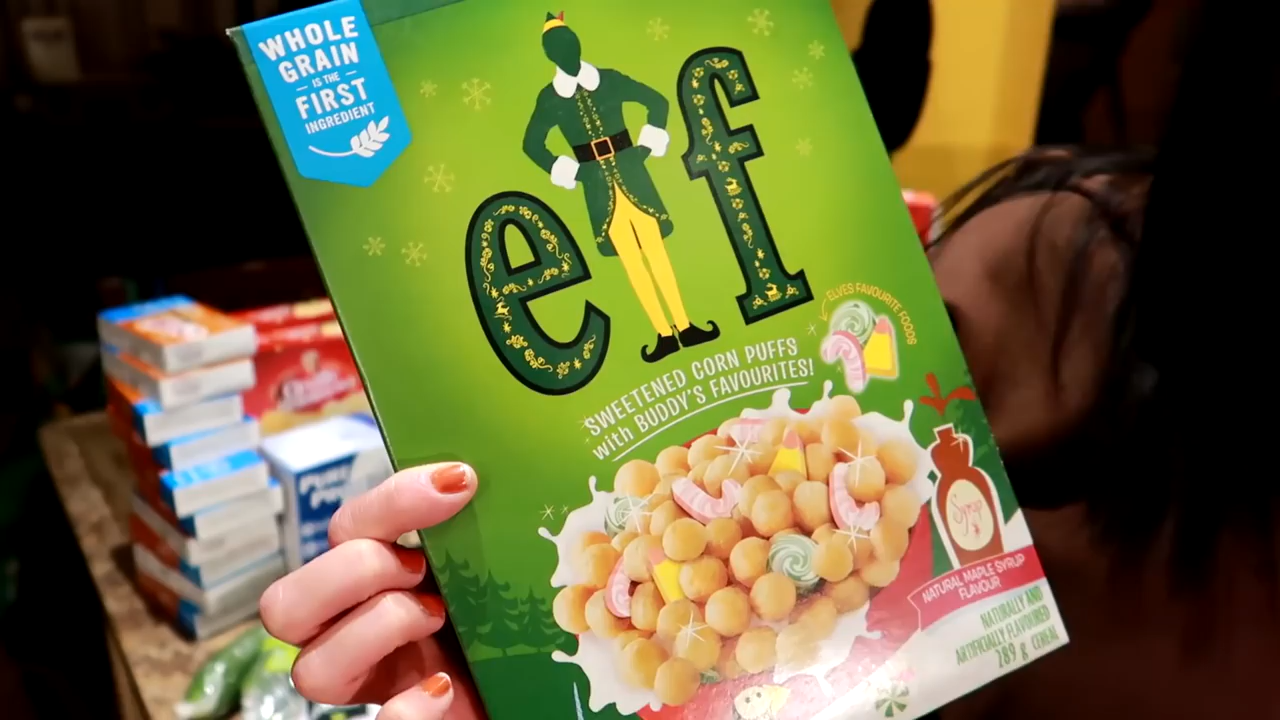 WHOLE
GRAIN
IS THE
FIRST
INGREDIENT
elf
ELVES FAVOURITE FOODS
SWEETENED CORN PUFFS
with BUDDY'S FAVOURITES!
Syrup
NATURAL MAPLE SYRUP
FLAVOUR
NATURALLY AND
ARTIFICIALLY FLAVOURED
289 g CEREAL